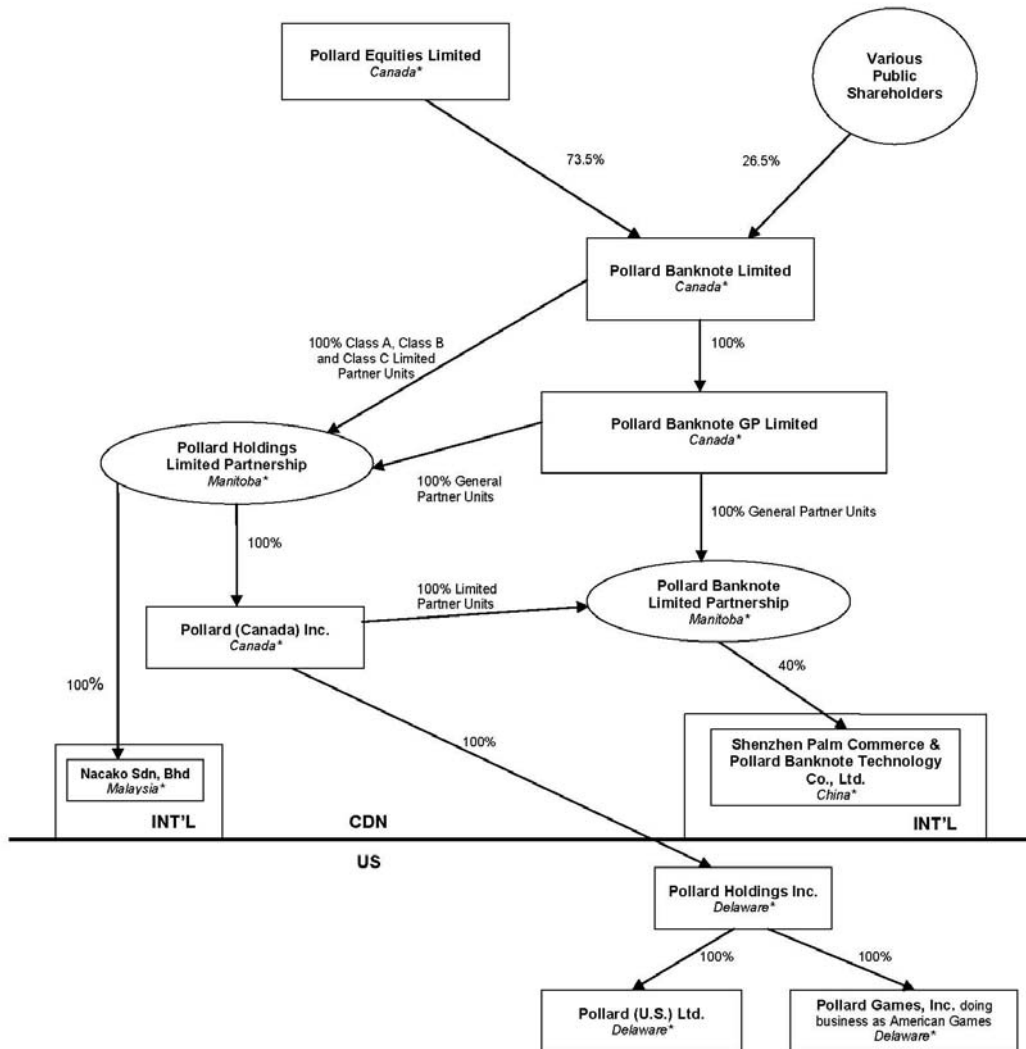 Pollard Equities Limited
Canada*
Various
Public
Shareholders
73.5%
26.5%
Pollard Banknote Limited
Canada*
100% Class A, Class B
and Class C Limited
Partner Units
100%
Pollard Banknote GP Limited
Canada*
Pollard Holdings
Limited Partnership
Manitoba*
100% General
Partner Units
100% General Partner Units
100%
100% Limited
Partner Units
Pollard Banknote
Limited Partnership
Manitoba*
Pollard (Canada) Inc.
Canada*
40%
100%
100%
Shenzhen Palm Commerce &
Pollard Banknote Technology
Co., Ltd.
China*
Nacako Sdn, Bhd
Malaysia*
INT'L
CDN
INT'L
US
Pollard Holdings Inc.
Delaware*
100%
100%
Pollard (U.S.) Ltd.
Delaware*
Pollard Games, Inc. doing
business as American Games
Delaware*